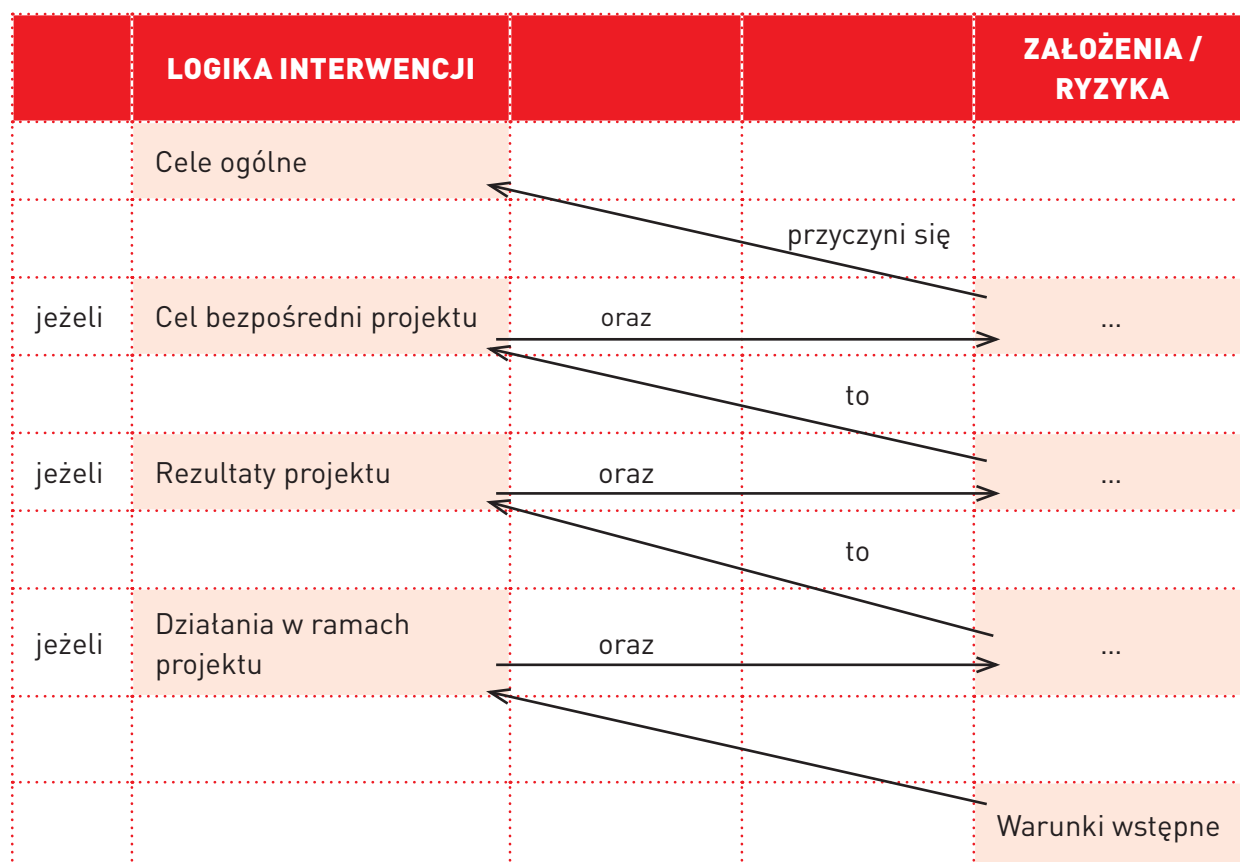 LOGIKA INTERWENCJI
ZAŁOŻENIA /
RYZYKA
Cele ogólne
przyczyni się
jeżeli Cel bezpośredni projektu oraz ...
to
jeżeli Rezultaty projektu oraz ...
to
jeżeli Działania w ramach
projektu oraz ...
Warunki wstępne